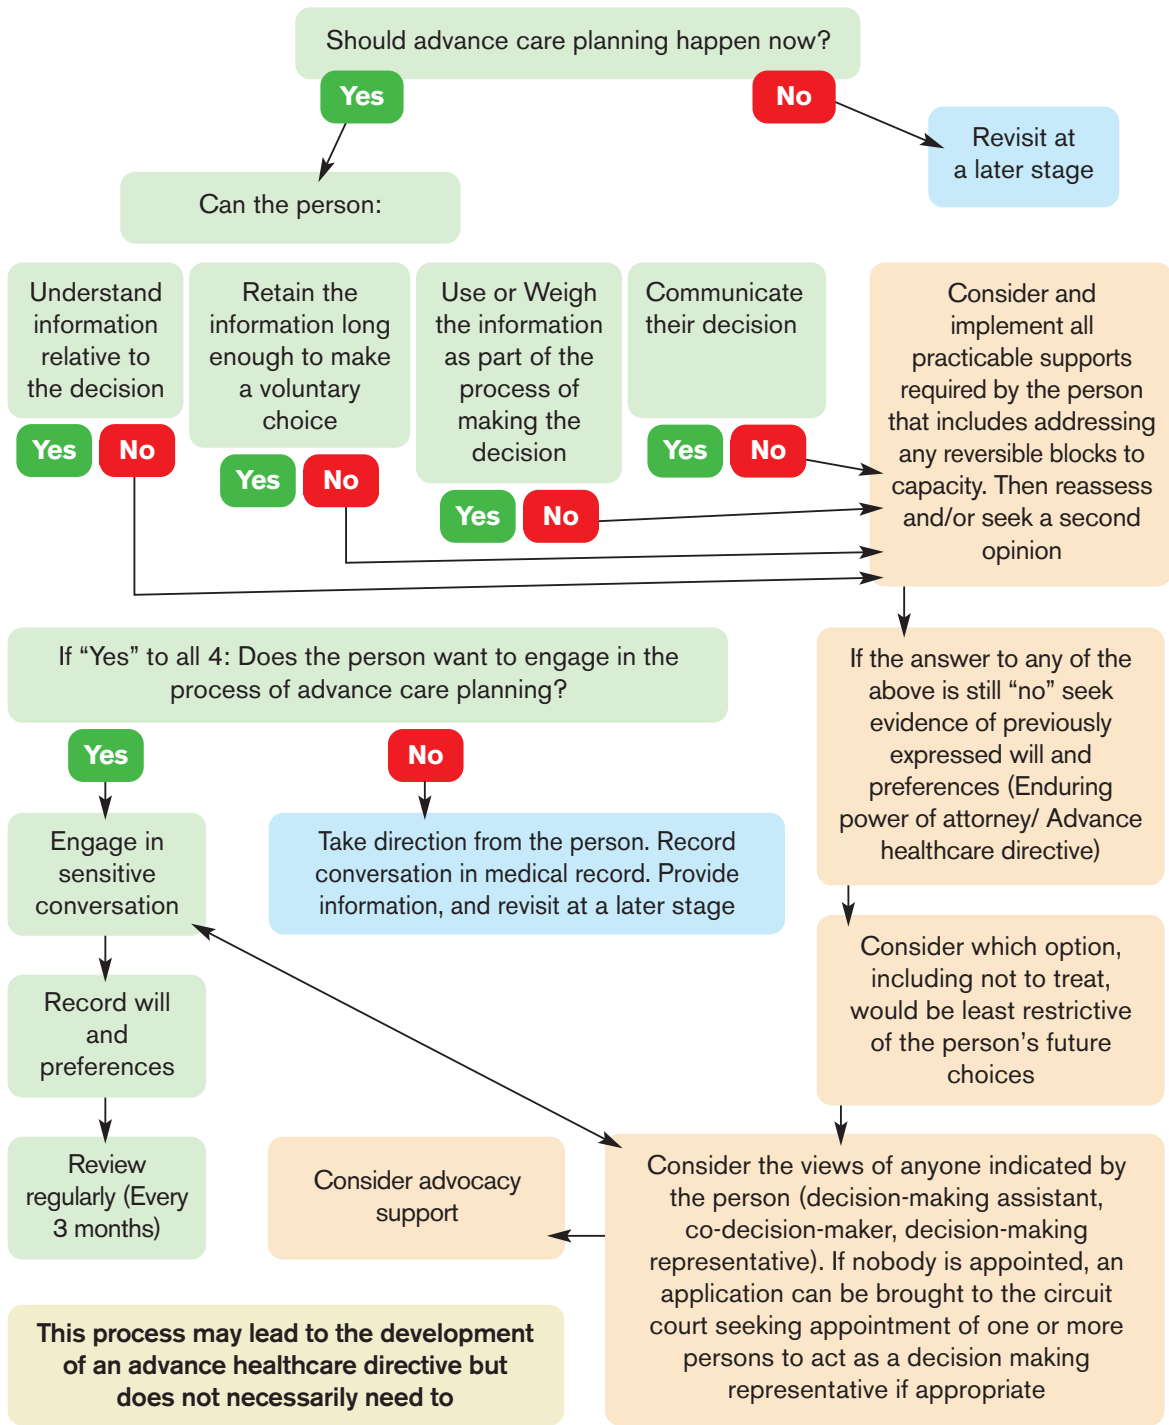 Should advance care planning happen now?
Yes
No
Revisit at
a later stage
Can the person:
Understand
information
relative to
the decision
Yes
No
Retain the
information long
enough to make
a voluntary
choice
Yes
No
Use or Weigh
the information
as part of the
process of
making the
decision
Yes
No
Communicate
their decision
Yes
No
Consider and
implement all
practicable supports
required by the person
that includes addressing
any reversible blocks to
capacity. Then reassess
and/or seek a second
opinion
If “Yes” to all 4: Does the person want to engage in the
process of advance care planning?
Yes
No
Engage in
sensitive
conversation
Take direction from the person. Record
conversation in medical record. Provide
information, and revisit at a later stage
Record will
and
preferences
Review
regularly (Every
3 months)
If the answer to any of the
above is still “no” seek
evidence of previously
expressed will and
preferences (Enduring
power of attorney/ Advance
healthcare directive)
Consider which option,
including not to treat,
would be least restrictive
of the person’s future
choices
Consider the views of anyone indicated by
the person (decision-making assistant,
co-decision-maker, decision-making
representative). If nobody is appointed, an
application can be brought to the circuit
court seeking appointment of one or more
persons to act as a decision making
representative if appropriate
Consider advocacy
support
This process may lead to the development
of an advance healthcare directive but
does not necessarily need to